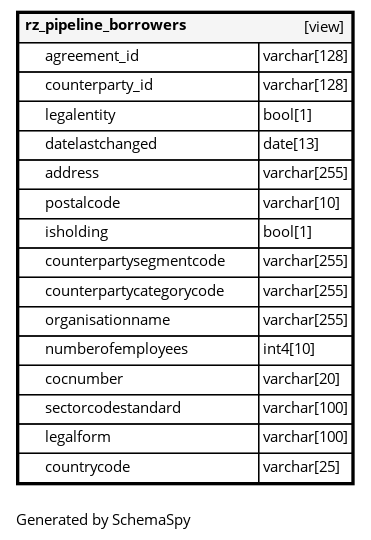 rz_pipeline_borrowers [view]
agreement_id varchar[128]
counterparty_id varchar[128]
legalentity bool[1]
datelastchanged date[13]
address varchar[255]
postalcode varchar[10]
isholding bool[1]
counterpartysegmentcode varchar[255]
counterpartycategorycode varchar[255]
organisationname varchar[255]
numberofemployees int4[10]
cocnumber varchar[20]
sectorcodestandard varchar[100]
legalform varchar[100]
countrycode varchar[25]
Generated by SchemaSpy